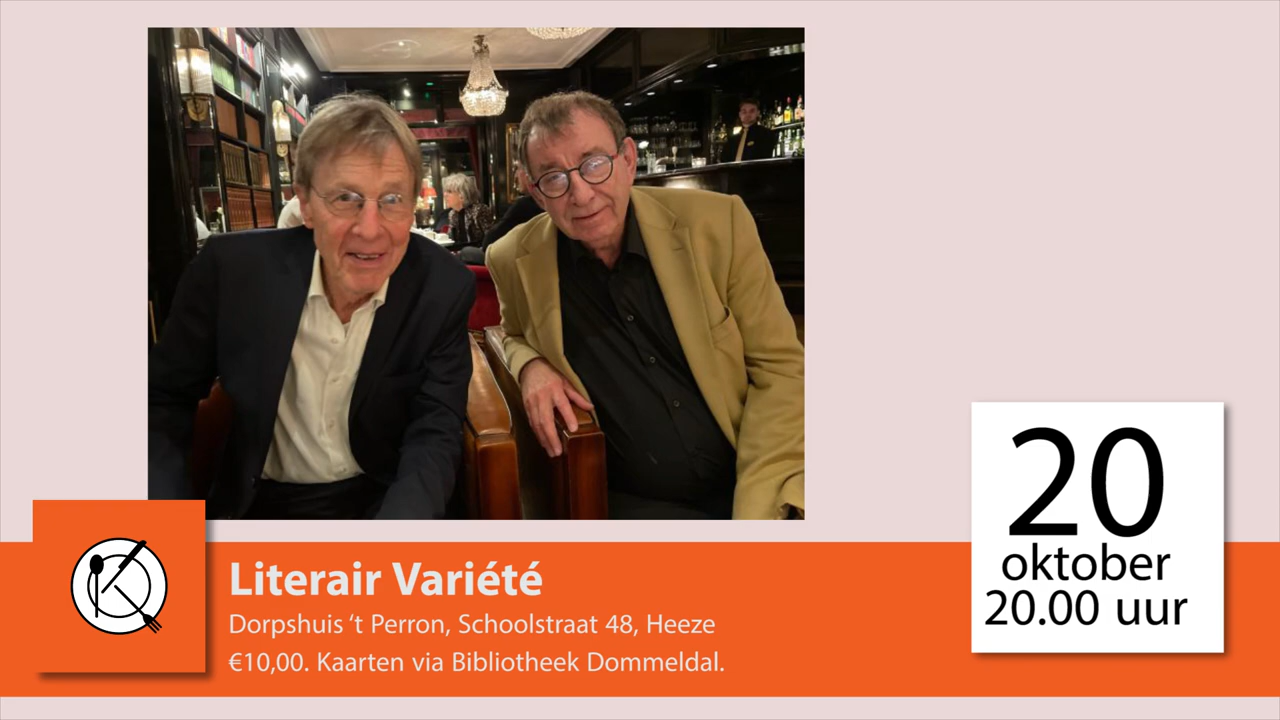 Literair Variété
Dorpshuis ‘t Perron, Schoolstraat 48, Heeze
€10,00. Kaarten via Bibliotheek Dommeldal.
20
oktober
20.00 uur